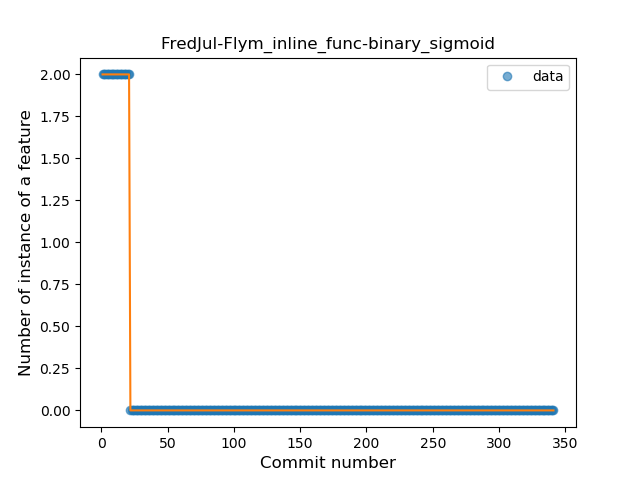 FredJul-Flym_inline_func-binary_sigmoid
data
Number of instance of a feature
2.00
1.75
1.50
1.25
1.00
0.75
0.50
0.25
0.00
0 50 100 150 200 250 300 350
Commit number